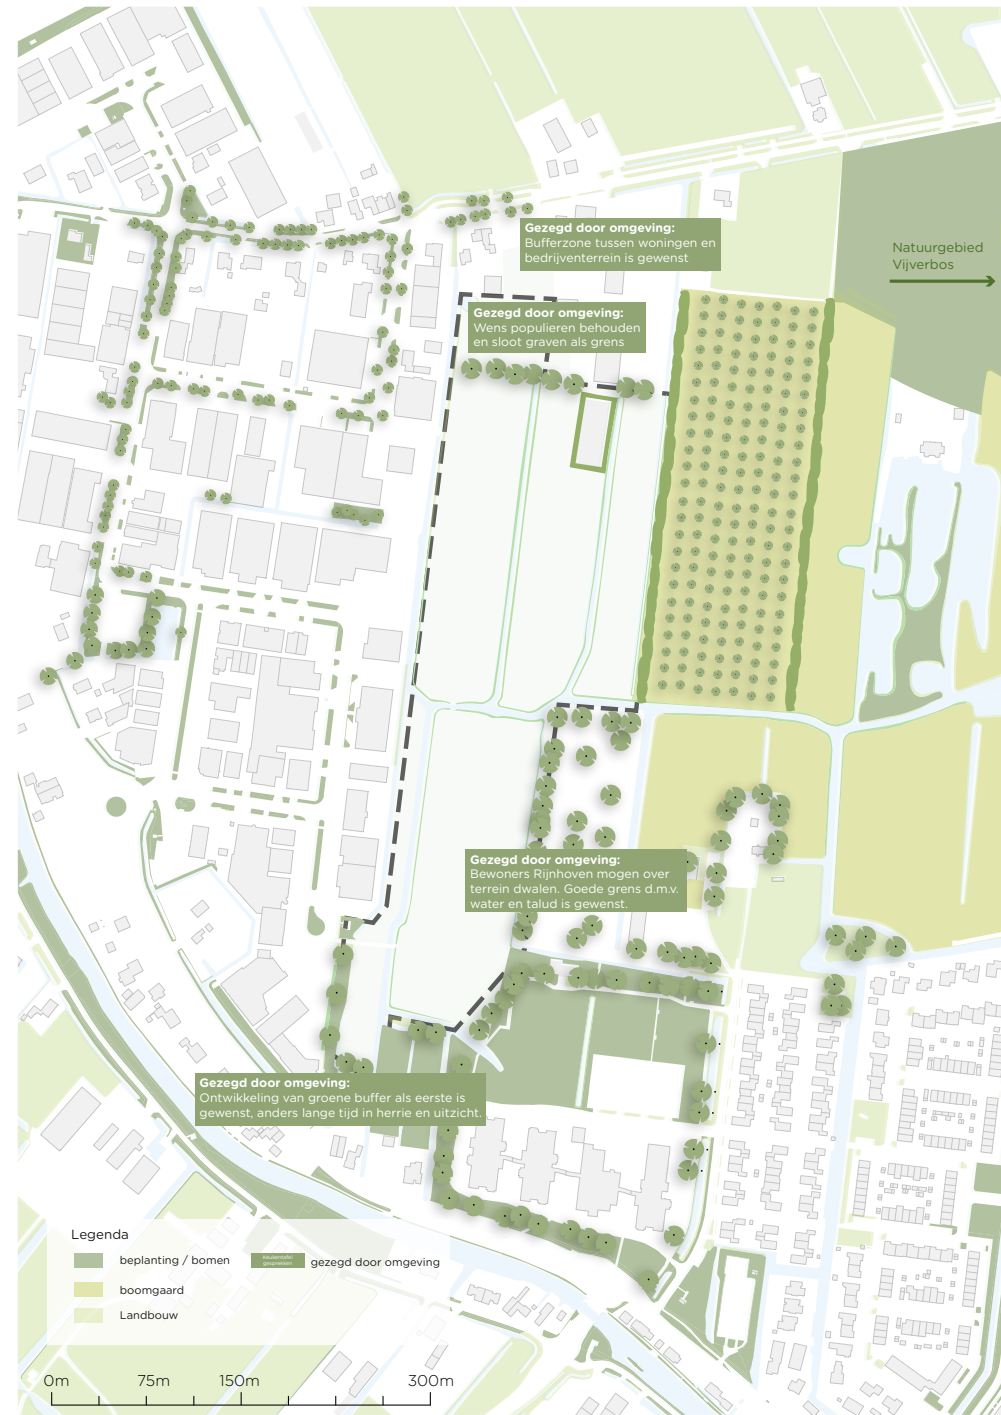 Gezegd door omgeving:
Bufferzone tussen woningen en
bedrijventerrein is gewenst
Natuurgebied
Vijverbos
Gezegd door omgeving:
Wens populieren behouden
en sloot graven als grens
Gezegd door omgeving:
Bewoners Rijnhoven mogen over
terrein dwalen. Goede grens d.m.v.
water en talud is gewenst.
Gezegd door omgeving:
Ontwikkeling van groene buffer als eerste is
gewenst, anders lange tijd in herrie en uitzicht.
Legenda
beplanting / bomen
Keukentafel
gesprekken
gezegd door omgeving
boomgaard
Landbouw
0m 75m 150m 300m